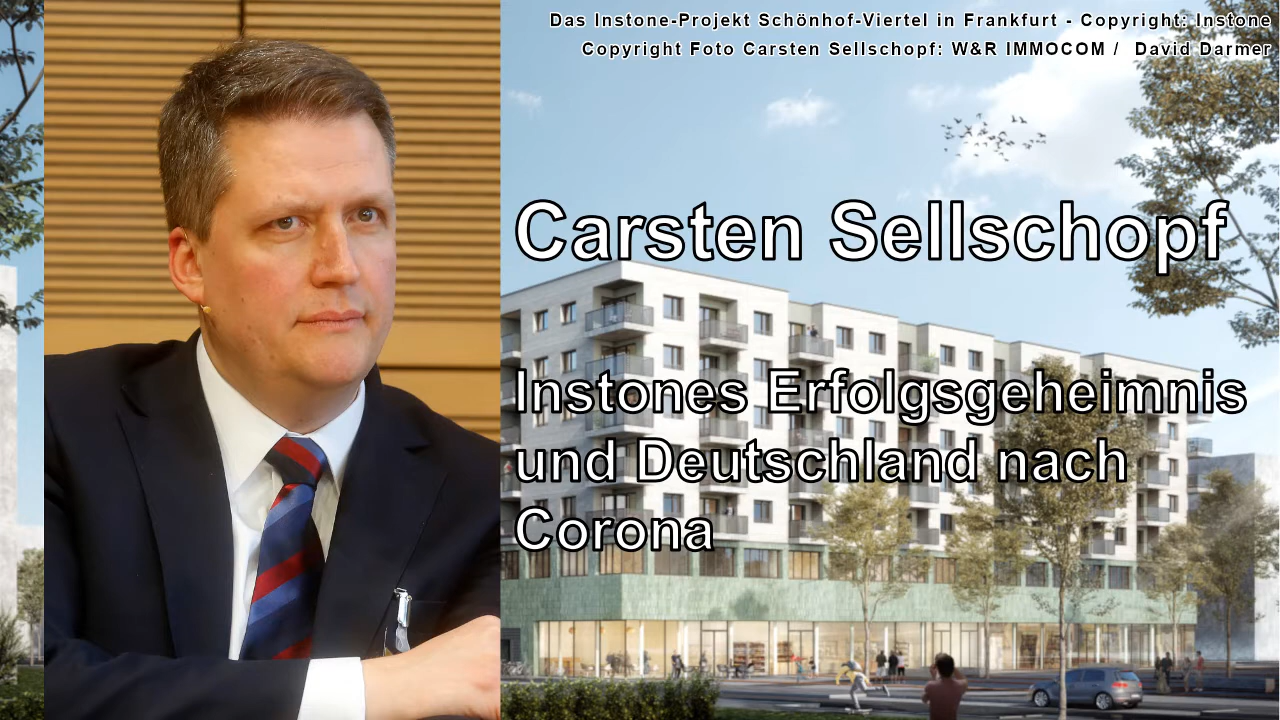 Das Instone-Projekt Schönhof-Viertel in Frankfurt - Copyright: Instone
Copyright Foto Carsten Sellschopf: W&R IMMOCOM / David Darmer
Carsten Sellschopf
Instones Erfolgsgeheimnis
und Deutschland nach
Corona